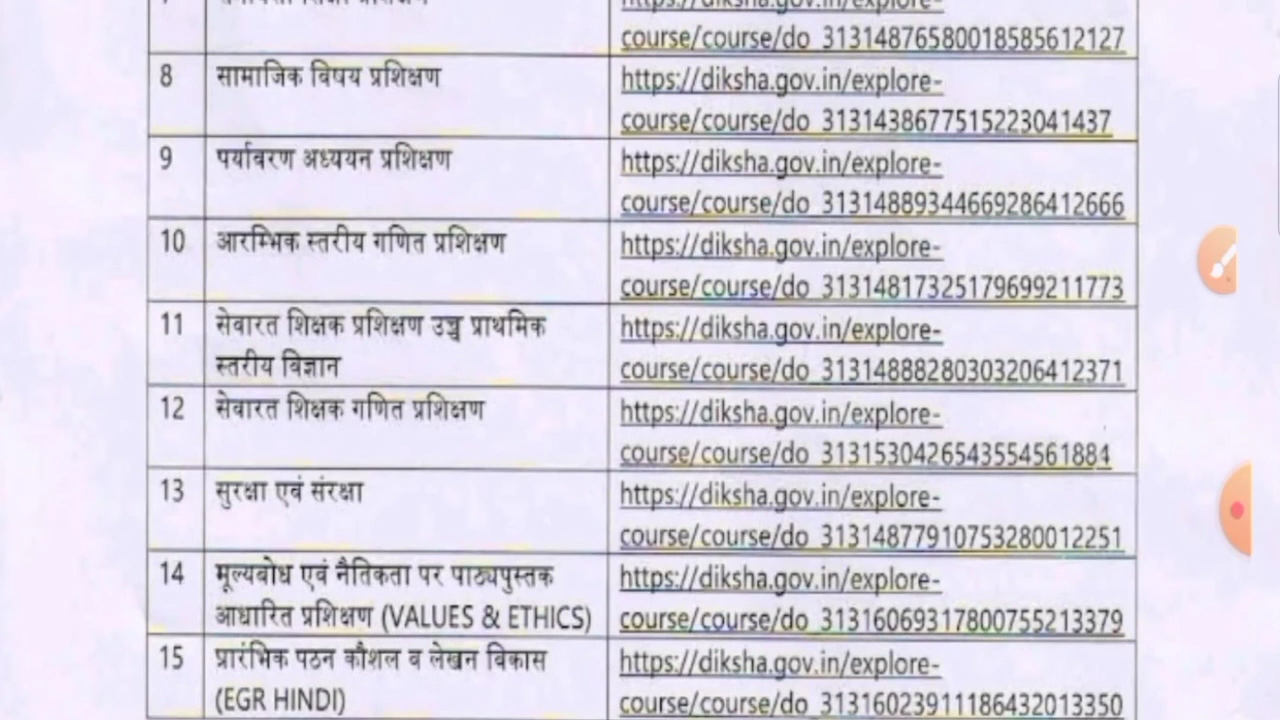 course/course/do_31314876580018585612127
8 सामाजिक विषय प्रशिक्षण https://diksha.gov.in/explore-
course/course/do_3131438677515223041437
9 पर्यावरण अध्ययन प्रशिक्षण https://diksha.gov.in/explore-
course/course/do_31314889344669286412666
10 आरम्भिक स्तरीय गणित प्रशिक्षण https://diksha.gov.in/explore-
course/course/do_31314817325179699211773
11 सेवारत शिक्षक प्रशिक्षण उच्च प्राथमिक https://diksha.gov.in/explore-
स्तरीय विज्ञान course/course/do_31314888280303206412371
12 सेवारत शिक्षक गणित प्रशिक्षण https://diksha.gov.in/explore-
course/course/do_3131530426543554561884
13 सुरक्षा एवं संरक्षा https://diksha.gov.in/explore-
course/course/do_31314877910753280012251
14 मूल्यबोध एवं नैतिकता पर पाठ्यपुस्तक https://diksha.gov.in/explore-
आधारित प्रशिक्षण (VALUES & ETHICS) course/course/do_31316069317800755213379
15 प्रारंभिक पठन कौशल व लेखन विकास https://diksha.gov.in/explore-
(EGR HINDI) course/course/do_31316023911186432013350